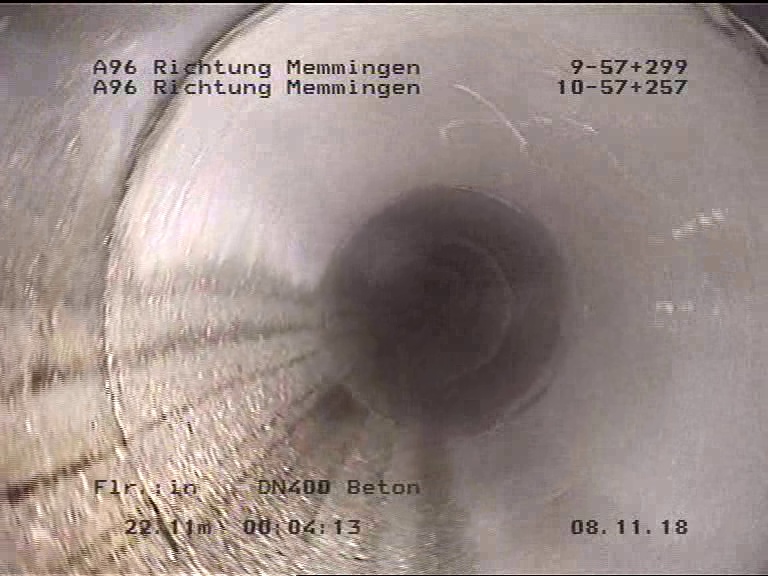 A96 Richtung Memmingen 9-57+299
A96 Richtung Memmingen 10-57+257
Flr.:in DN400 Beton
22.11m 00:04:13 08.11.18